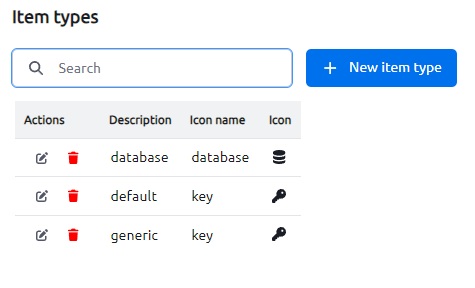 Item types
Search
New item type
Actions Description Icon name Icon
database database
default key
generic key